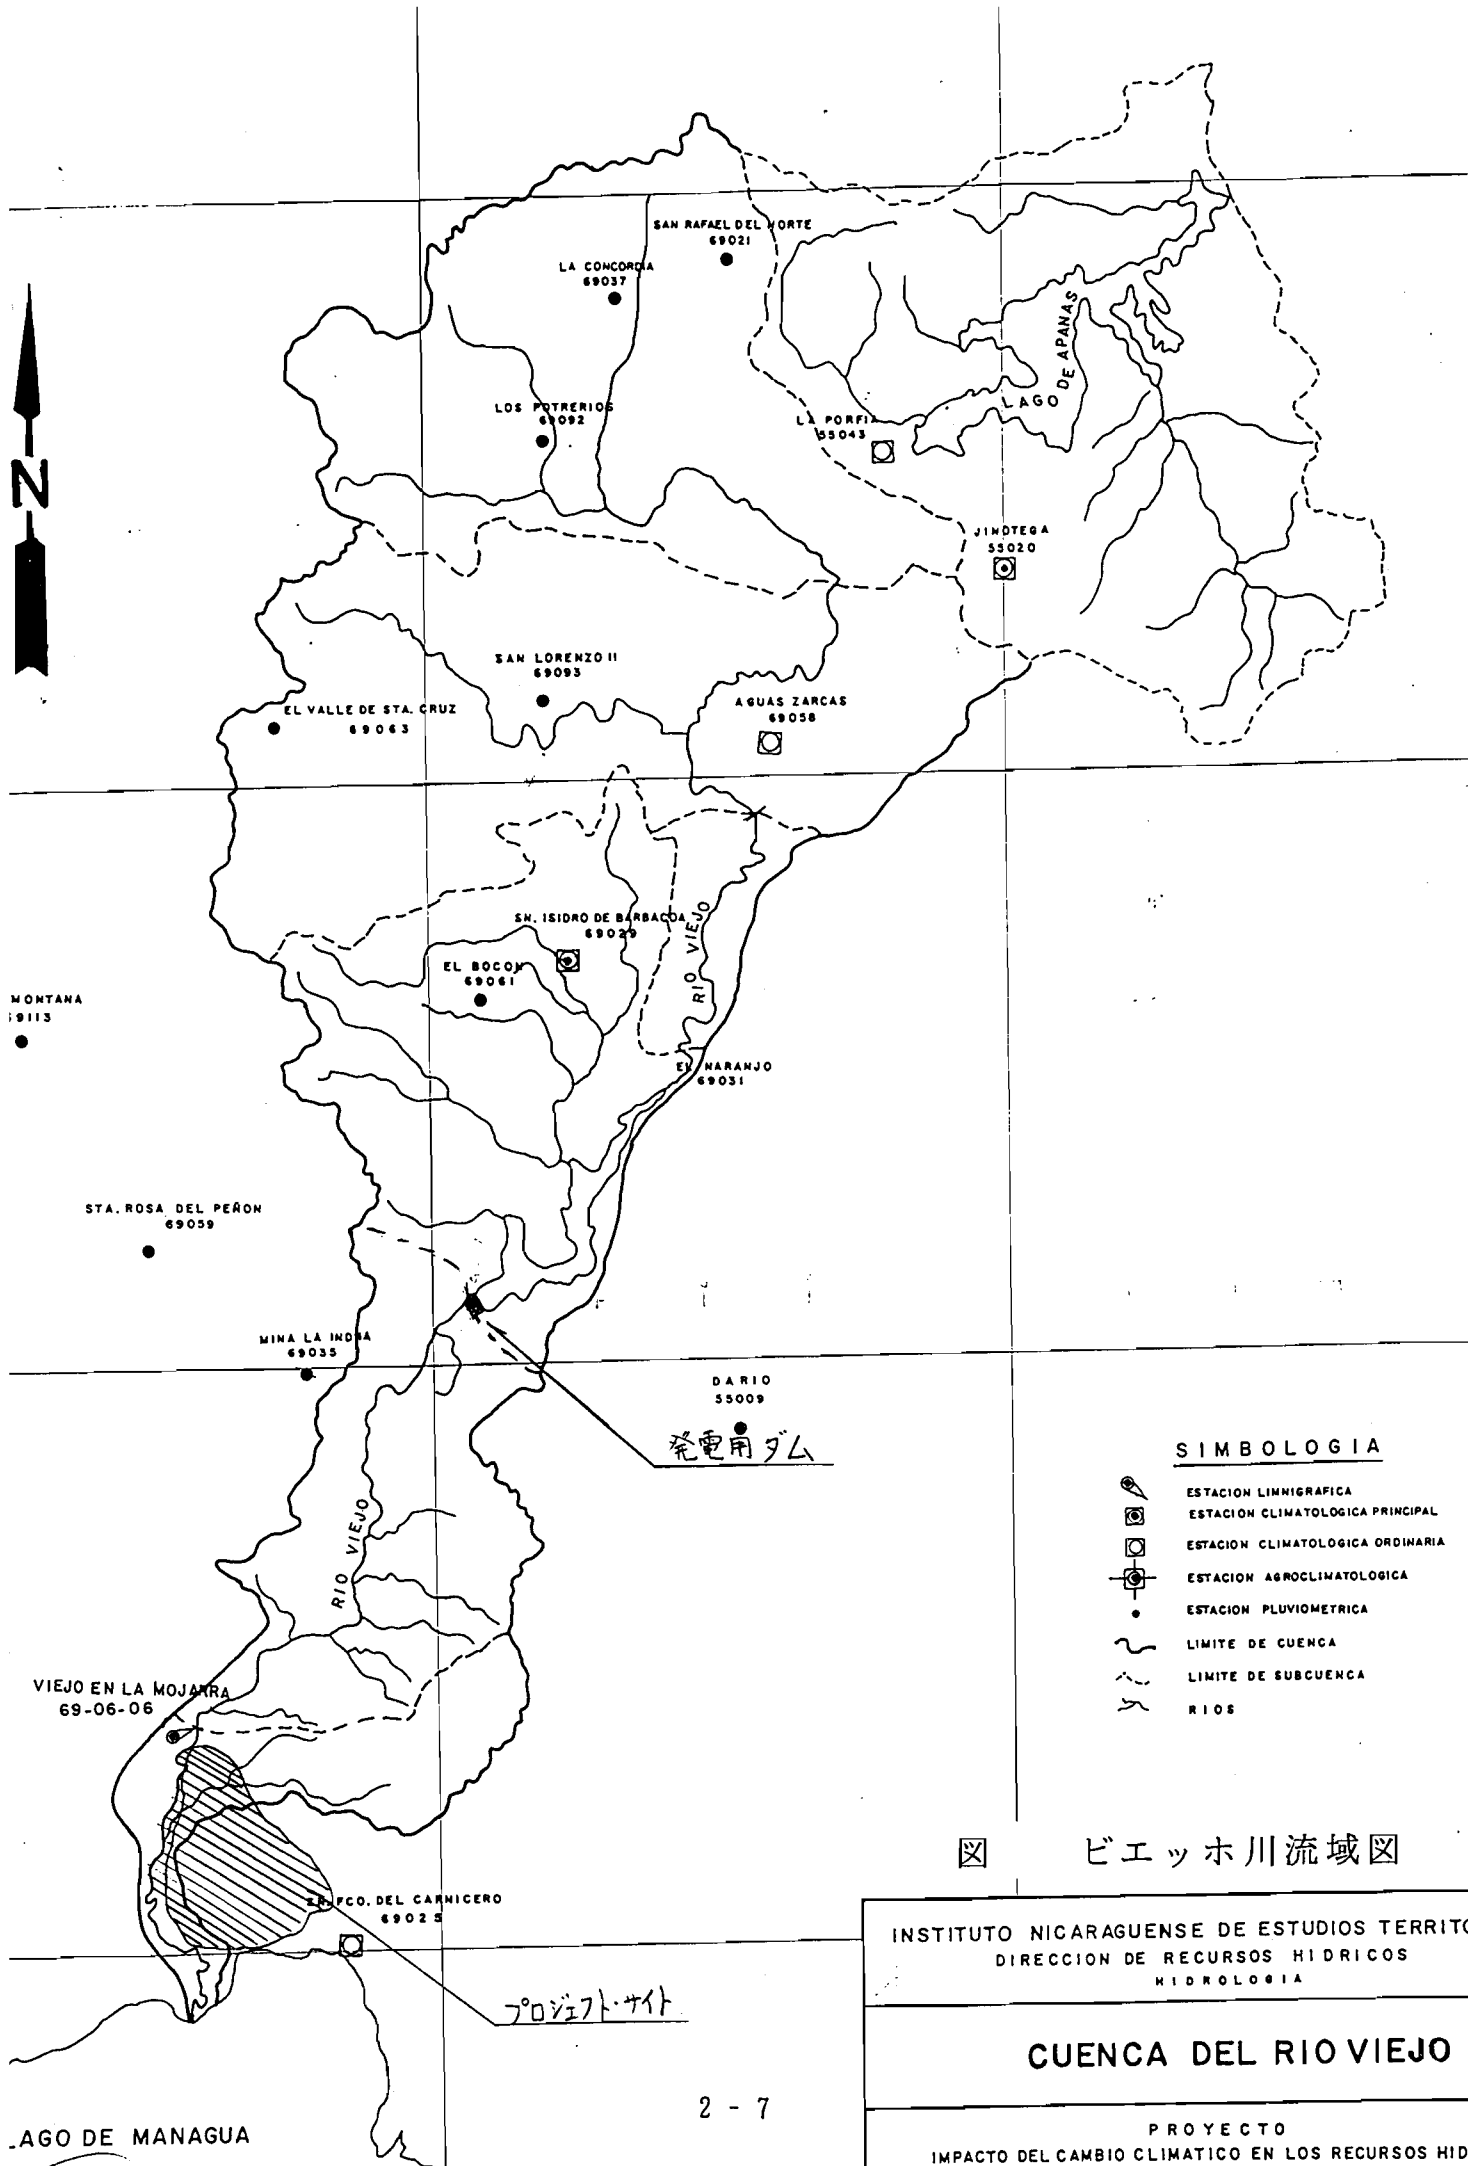 SAN RAFAEL DEL NORTE
69021
LA CONCORDIA
69037
LAGO DE APANAS
LOS POTRERIOS
69092
LA PORFIA
55043
N
JINOTEGA
55020
SAN LORENZO II
69093
EL VALLE DE STA. CRUZ
69063
AGUAS ZARCAS
69058
SN. ISIDRO DE BARBACOA
69029
RIO VIEJO
EL BOCON
69061
MONTANA
69113
EL NARANJO
69031
STA. ROSA DEL PEÑON
69059
MINA LA INDIA
69035
DARIO
55009
発電用ダム
RIO VIEJO
SIMBOLOGIA
ESTACION LIMNIGRAFICA
ESTACION CLIMATOLOGICA PRINCIPAL
ESTACION CLIMATOLOGICA ORDINARIA
ESTACION AGROCLIMATOLOGICA
ESTACION PLUVIOMETRICA
LIMITE DE CUENCA
LIMITE DE SUBCUENCA
RIOS
VIEJO EN LA MOJARRA
69-06-06
FCO. DEL CARNICERO
69025
プロジェクト・サイト
図 ビエッホ川流域図
INSTITUTO NICARAGUENSE DE ESTUDIOS TERRITO
DIRECCION DE RECURSOS HIDRICOS
HIDROLOGIA
CUENCA DEL RIO VIEJO
PROYECTO
IMPACTO DEL CAMBIO CLIMATICO EN LOS RECURSOS HID
LAGO DE MANAGUA
2 - 7